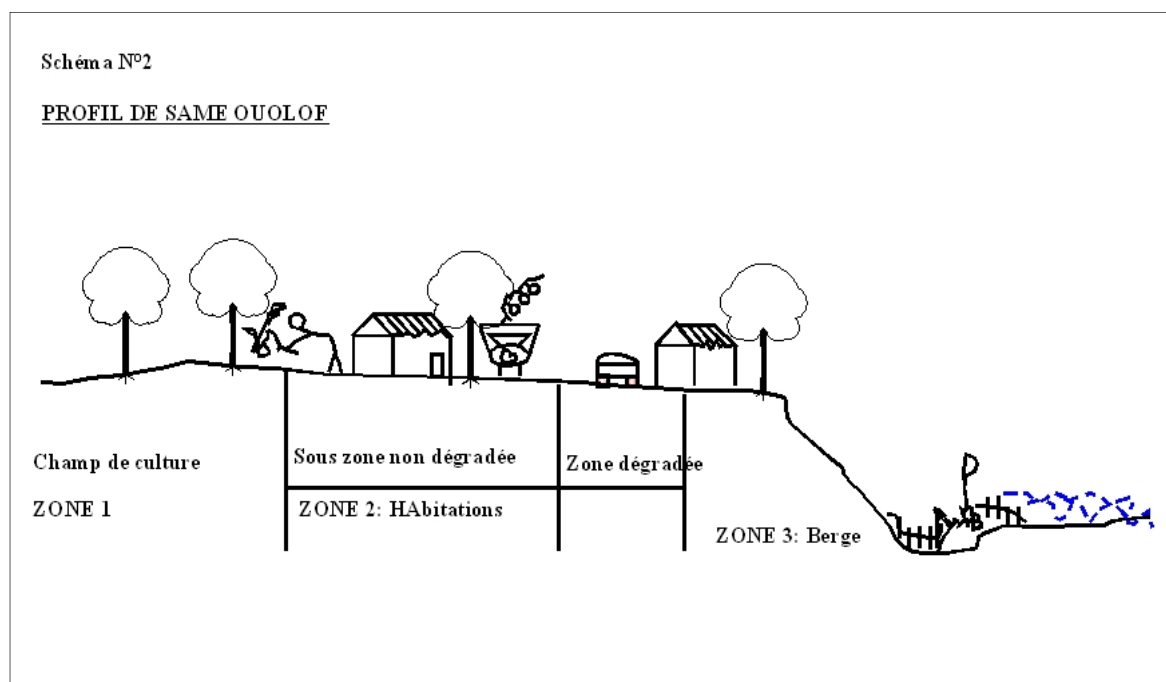 Schéma N°2
PROFIL DE SAME OUOLOF
Champ de culture
Sous zone non dégradée
Zone dégradée
ZONE 1
ZONE 2: HAbitations
ZONE 3: Berge